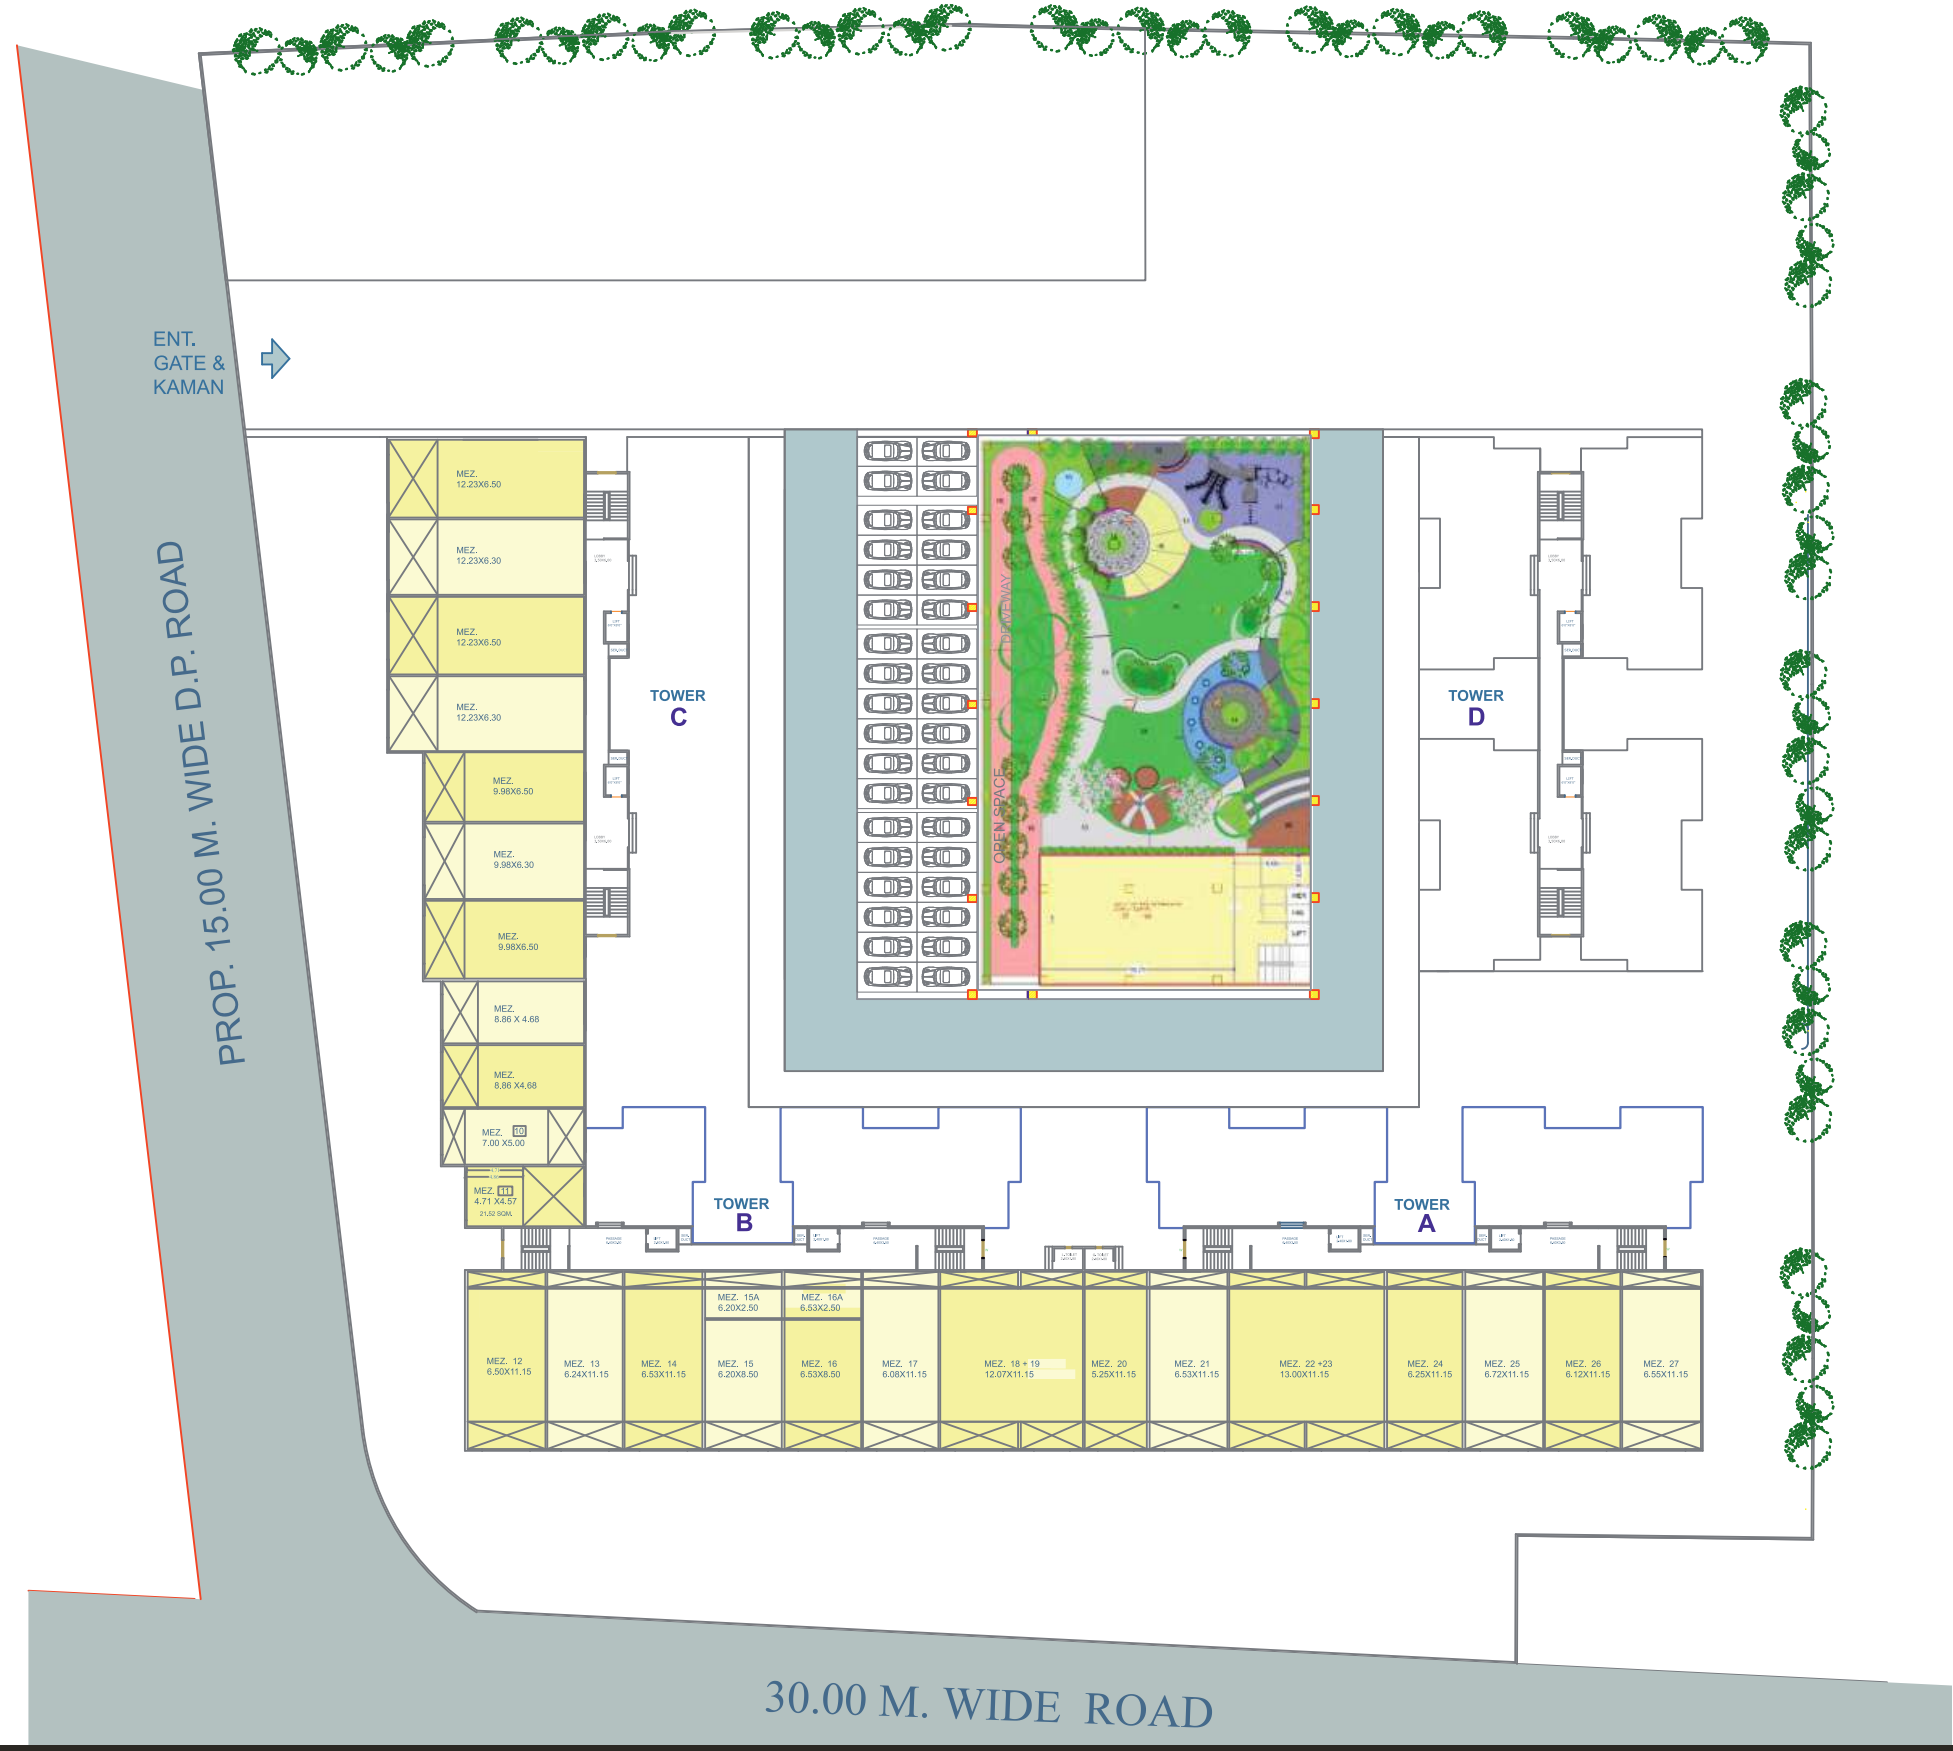 ENT.
GATE &
KAMAN
PROP. 15.00 M. WIDE D.P. ROAD
MEZ.
12.23X6.50
MEZ.
12.23X6.30
MEZ.
12.23X6.50
MEZ.
12.23X6.30
MEZ.
9.98X6.50
MEZ.
9.98X6.30
MEZ.
9.98X6.50
MEZ.
8.86 X 4.68
MEZ.
8.86 X4.68
MEZ. 10
7.00 X5.00
MEZ. 11
4.71 X4.57
21.52 SQM.
TOWER
C
DRIVEWAY
OPEN SPACE
LIFT
TOWER
D
TOWER
B
TOWER
A
MEZ. 12
6.50X11.15
MEZ. 13
6.24X11.15
MEZ. 14
6.53X11.15
MEZ. 15A
6.20X2.50
MEZ. 15
6.20X8.50
MEZ. 16A
6.53X2.50
MEZ. 16
6.53X8.50
MEZ. 17
6.08X11.15
MEZ. 18 + 19
12.07X11.15
MEZ. 20
5.25X11.15
MEZ. 21
6.53X11.15
MEZ. 22 +23
13.00X11.15
MEZ. 24
6.25X11.15
MEZ. 25
6.72X11.15
MEZ. 26
6.12X11.15
MEZ. 27
6.55X11.15
30.00 M. WIDE ROAD